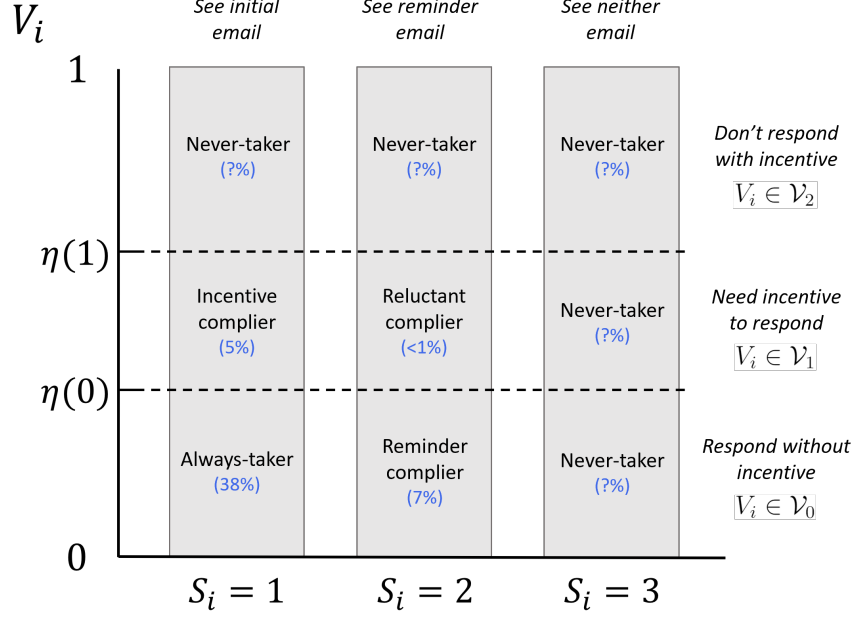 V_i
See initial
email
See reminder
email
See neither
email
1
Never-taker
(?%)
Never-taker
(?%)
Never-taker
(?%)
Don't respond
with incentive
V_i ∈ 𝒱_2
η(1)
Incentive
complier
(5%)
Reluctant
complier
(<1%)
Never-taker
(?%)
Need incentive
to respond
V_i ∈ 𝒱_1
η(0)
Always-taker
(38%)
Reminder
complier
(7%)
Never-taker
(?%)
Respond without
incentive
V_i ∈ 𝒱_0
0
S_i = 1
S_i = 2
S_i = 3